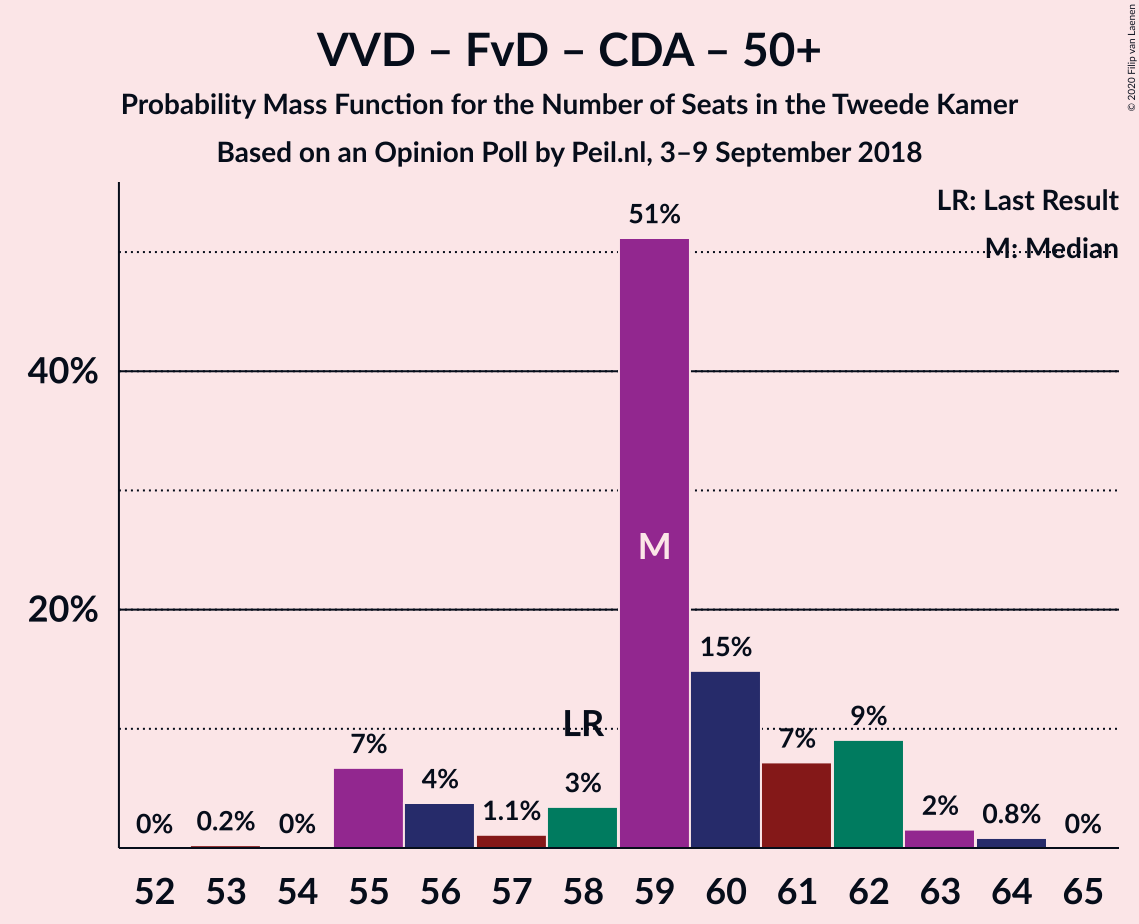 VVD – FvD – CDA – 50+
Probability Mass Function for the Number of Seats in the Tweede Kamer
Based on an Opinion Poll by Peil.nl, 3–9 September 2018
© 2020 Filip van Laenen
LR: Last Result
M: Median
51%
40%
M
20%
15%
LR
9%
7%
7%
4%
3%
2%
1.1%
0.8%
0%
0.2%
0%
0%
52 53 54 55 56 57 58 59 60 61 62 63 64 65